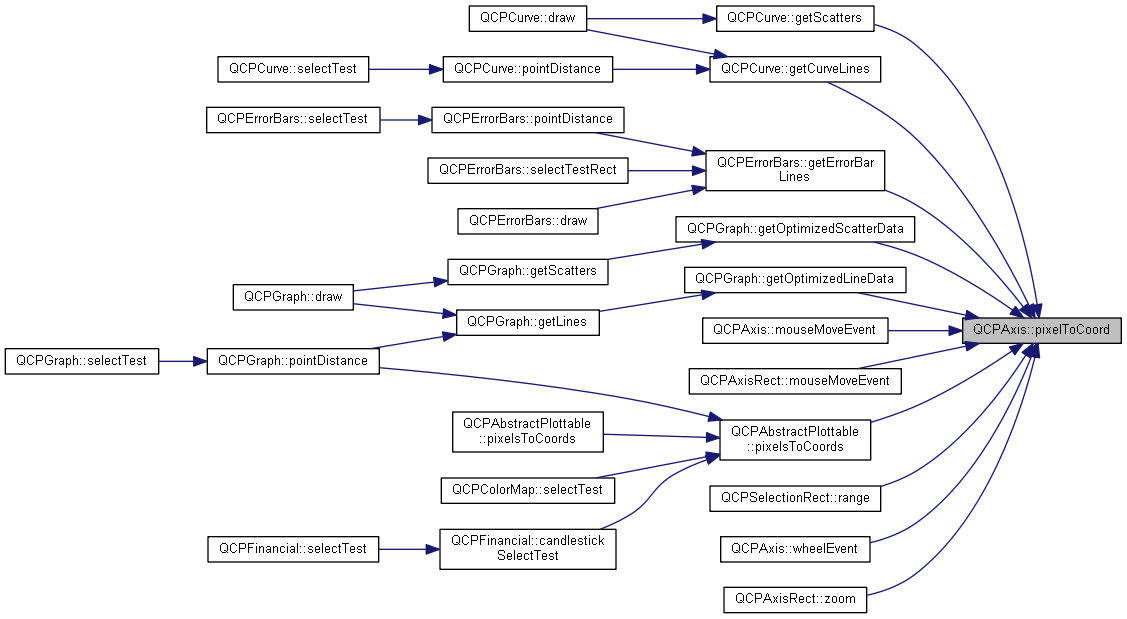 QCPCurve::draw
QCPCurve::getScatters
QCPCurve::selectTest
QCPCurve::pointDistance
QCPCurve::getCurveLines
QCPErrorBars::selectTest
QCPErrorBars::pointDistance
QCPErrorBars::getErrorBar
Lines
QCPErrorBars::selectTestRect
QCPErrorBars::draw
QCPGraph::getOptimizedScatterData
QCPGraph::getScatters
QCPGraph::getOptimizedLineData
QCPGraph::draw
QCPGraph::getLines
QCPAxis::mouseMoveEvent
QCPAxis::pixelToCoord
QCPGraph::selectTest
QCPGraph::pointDistance
QCPAxisRect::mouseMoveEvent
QCPAbstractPlottable
::pixelsToCoords
QCPAbstractPlottable
::pixelsToCoords
QCPColorMap::selectTest
QCPSelectionRect::range
QCPFinancial::selectTest
QCPFinancial::candlestick
SelectTest
QCPAxis::wheelEvent
QCPAxisRect::zoom